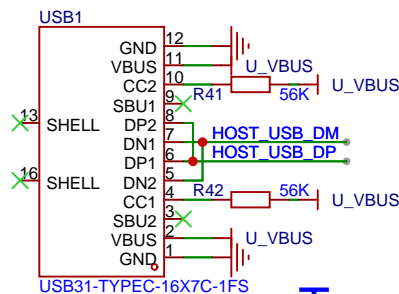 USB1
GND 12
VBUS 11 U_VBUS
CC2 10 R41 56K U_VBUS
SBU1 9
13 SHELL DP2 8
DN1 7 HOST_USB_DM
DP1 6 HOST_USB_DP
16 SHELL DN2 5
CC1 4 R42 56K U_VBUS
SBU2 3
VBUS 2 U_VBUS
GND 1
USB31-TYPEC-16X7C-1FS